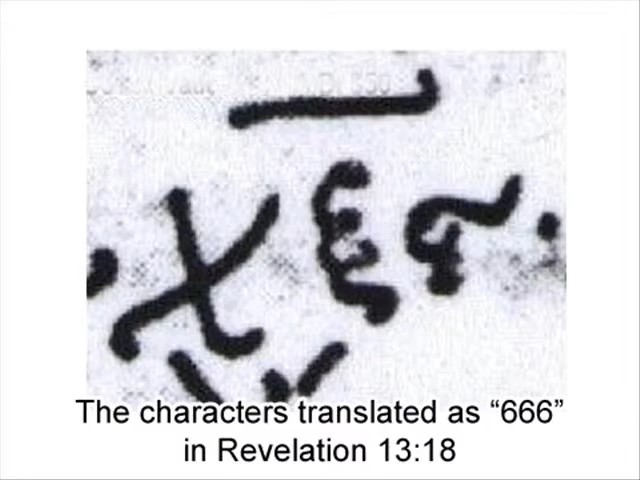 · χξϛ ·
The characters translated as “666”
in Revelation 13:18